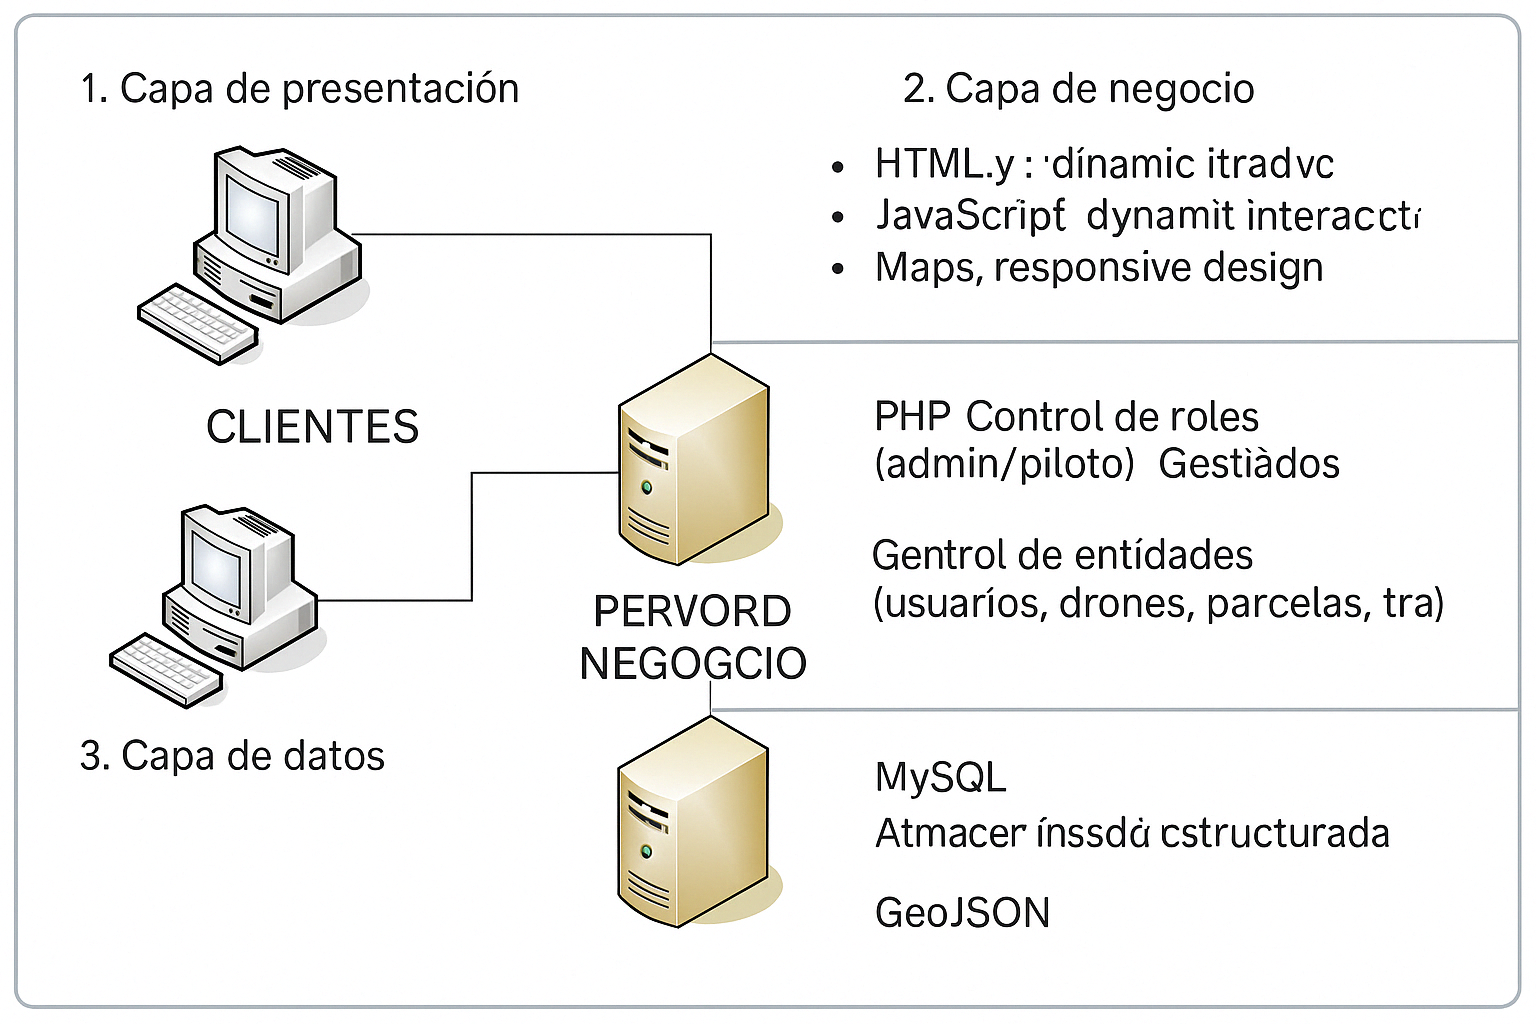 1. Capa de presentación
2. Capa de negocio
• HTML.y : dínamic itradvc
• JavaScript dynamit interacctı
• Maps, responsive design
CLIENTES
PHP Control de roles
(admin/piloto) Gestiàdos
Gentrol de entídades
(usuaríos, drones, parcelas, tra)
PERVORD
NEGOGCIO
3. Capa de datos
MySQL
Atmacer ínssdà cstructurada
GeoJSON